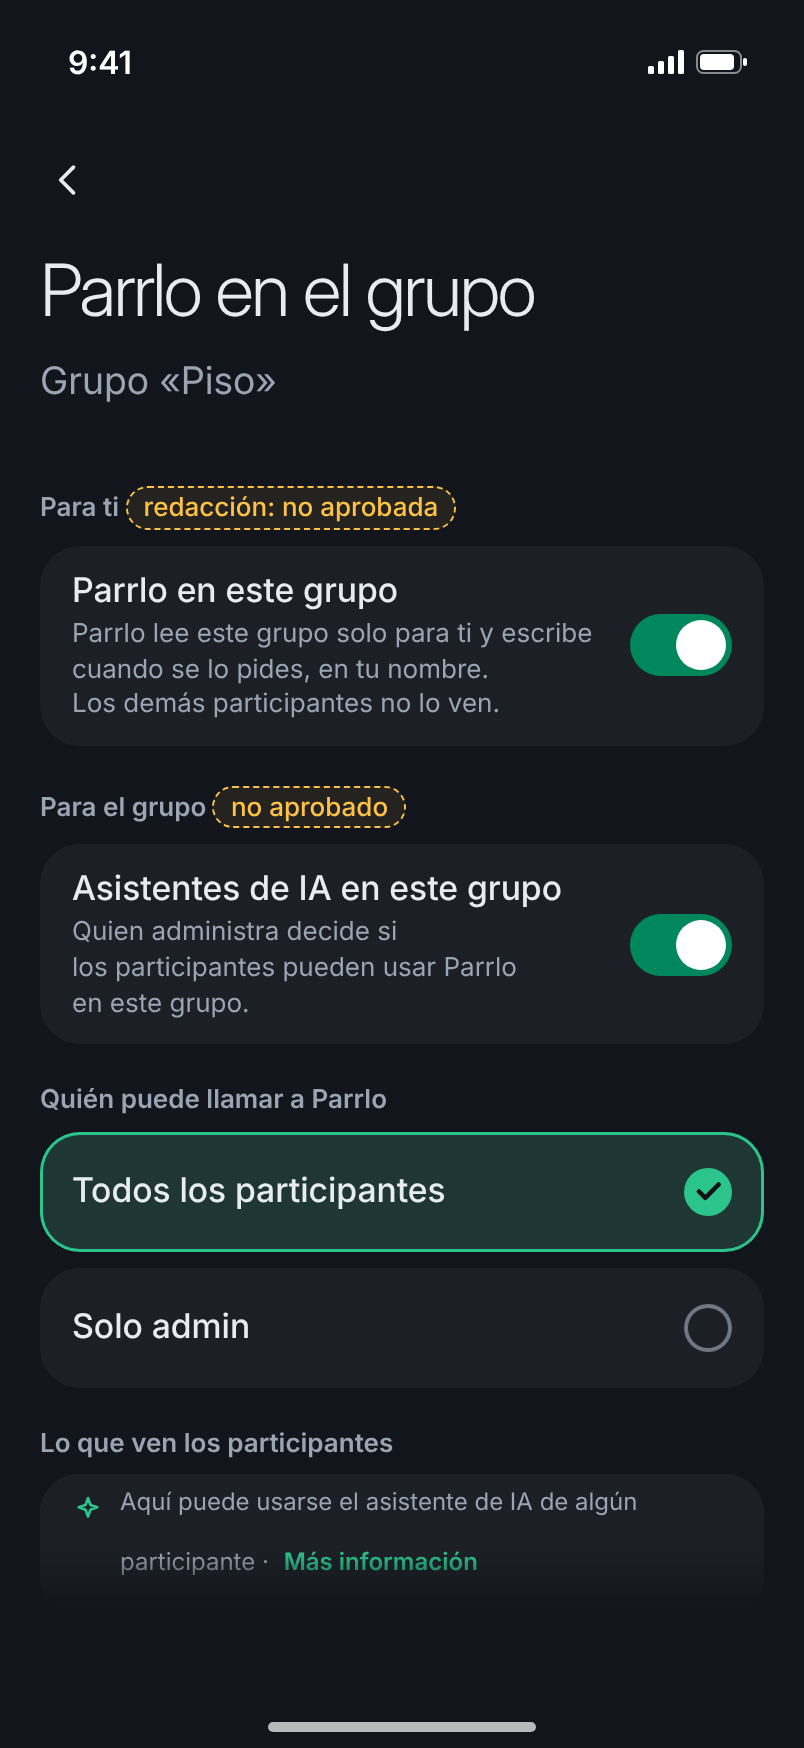 9:41
Parrlo en el grupo
Grupo «Piso»
Para ti redacción: no aprobada
Parrlo en este grupo
Parrlo lee este grupo solo para ti y escribe
cuando se lo pides, en tu nombre.
Los demás participantes no lo ven.
Para el grupo no aprobado
Asistentes de IA en este grupo
Quien administra decide si
los participantes pueden usar Parrlo
en este grupo.
Quién puede llamar a Parrlo
Todos los participantes
Solo admin
Lo que ven los participantes
Aquí puede usarse el asistente de IA de algún
participante · Más información